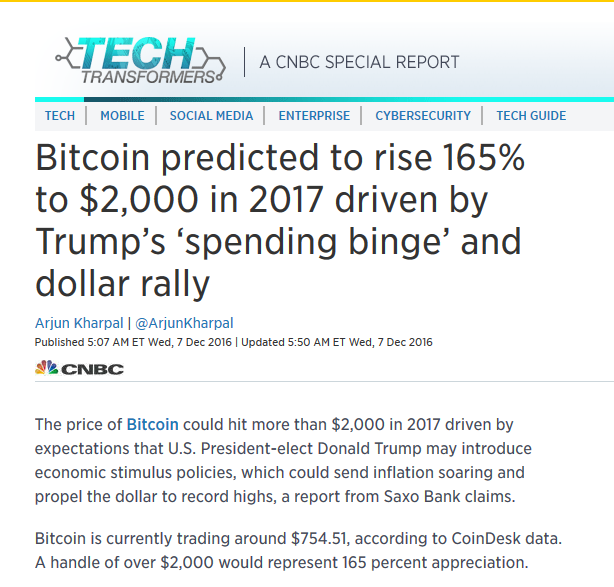 TECH
TRANSFORMERS
A CNBC SPECIAL REPORT
TECH | MOBILE | SOCIAL MEDIA | ENTERPRISE | CYBERSECURITY | TECH GUIDE
Bitcoin predicted to rise 165%
to $2,000 in 2017 driven by
Trump’s ‘spending binge’ and
dollar rally
Arjun Kharpal | @ArjunKharpal
Published 5:07 AM ET Wed, 7 Dec 2016 | Updated 5:50 AM ET Wed, 7 Dec 2016
CNBC
The price of Bitcoin could hit more than $2,000 in 2017 driven by
expectations that U.S. President-elect Donald Trump may introduce
economic stimulus policies, which could send inflation soaring and
propel the dollar to record highs, a report from Saxo Bank claims.
Bitcoin is currently trading around $754.51, according to CoinDesk data.
A handle of over $2,000 would represent 165 percent appreciation.